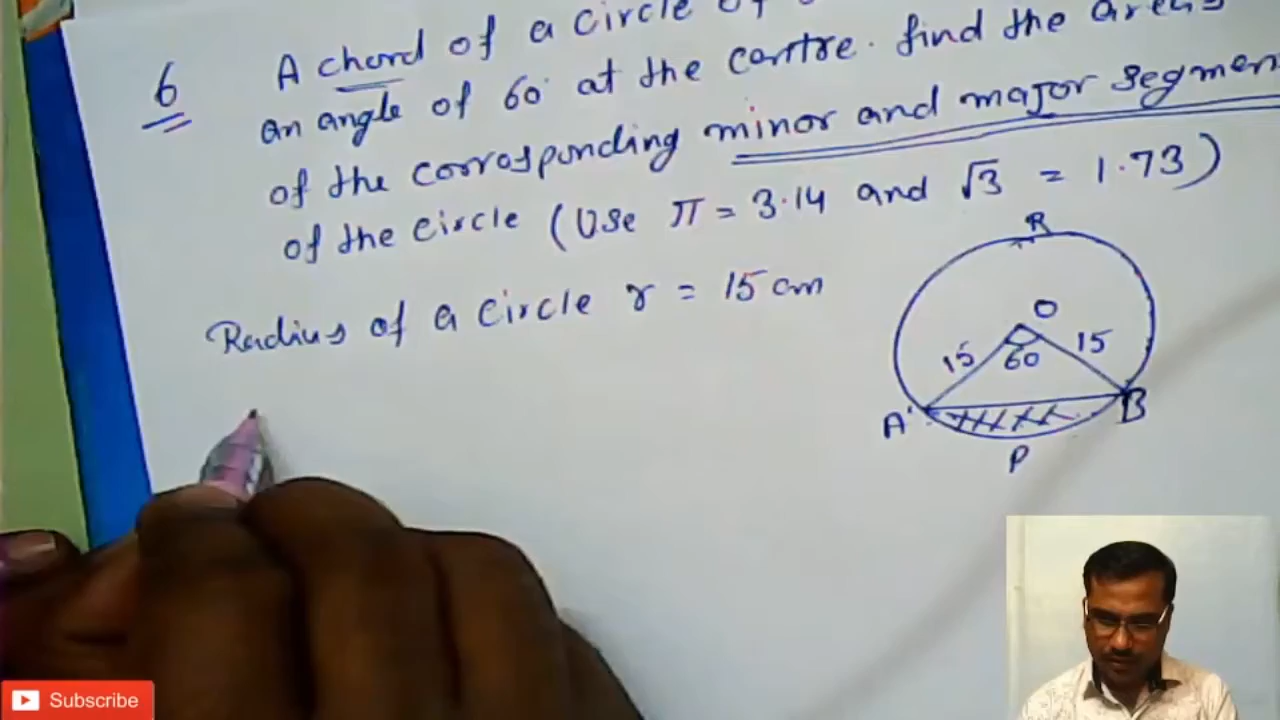 6 A chord of a circle of
an angle of 60° at the centre. find the areas
of the corresponding minor and major segmen
of the circle (Use π = 3.14 and √3 = 1.73)
Radius of a circle r = 15 cm
R
O
15 60 15
A B
P
Subscribe